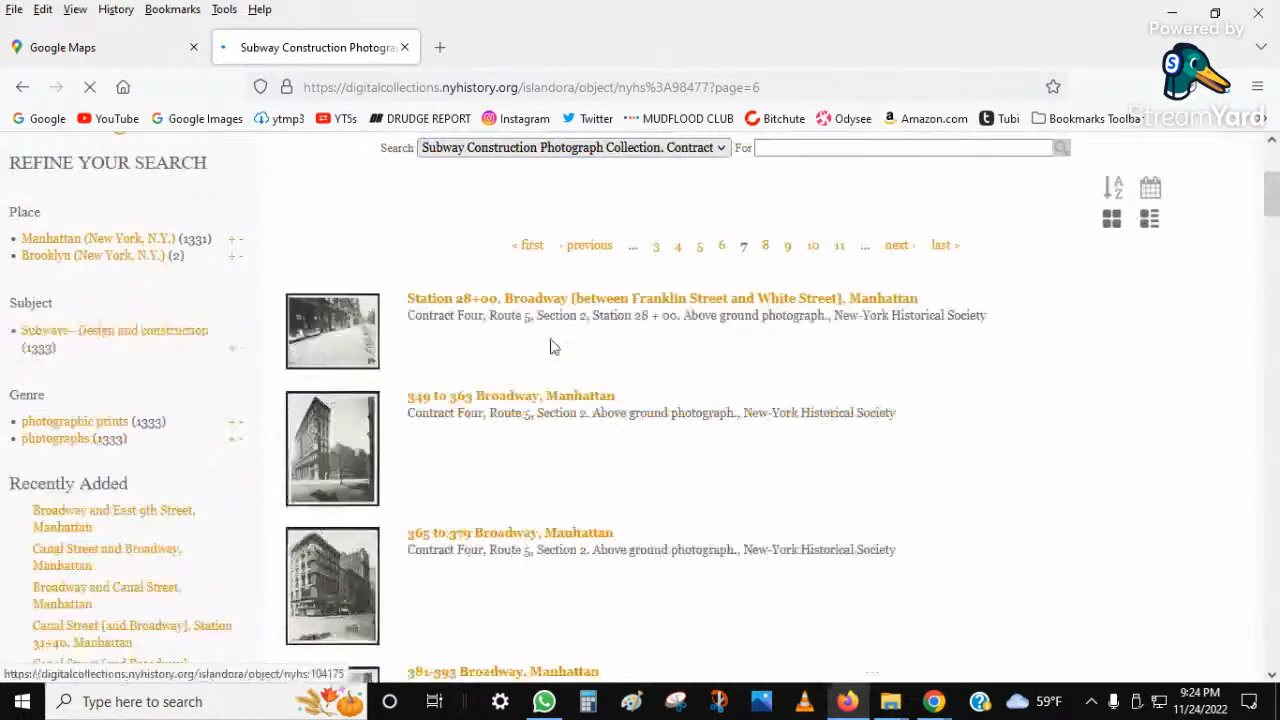 File Edit View History Bookmarks Tools Help
Powered by
StreamYard
Google Maps
Subway Construction Photogra
https://digitalcollections.nyhistory.org/islandora/object/nyhs%3A98477?page=6
Google YouTube Google Images ytmp3 YT5s DRUDGE REPORT Instagram Twitter MUDFLOOD CLUB Bitchute Odysee Amazon.com Tubi Bookmarks Toolbar
Search Subway Construction Photograph Collection. Contract For
REFINE YOUR SEARCH
Place
• Manhattan (New York, N.Y.) (1331) + -
• Brooklyn (New York, N.Y.) (2) + -
Subject
• Subways--Design and construction
(1333) + -
Genre
• photographic prints (1333) + -
• photographs (1333) + -
Recently Added
Broadway and East 9th Street,
Manhattan
Canal Street and Broadway,
Manhattan
Broadway and Canal Street,
Manhattan
Canal Street [and Broadway], Station
31+40, Manhattan
« first ‹ previous ... 3 4 5 6 7 8 9 10 11 ... next › last »
Station 28+00, Broadway [between Franklin Street and White Street], Manhattan
Contract Four, Route 5, Section 2, Station 28 + 00. Above ground photograph., New-York Historical Society
349 to 363 Broadway, Manhattan
Contract Four, Route 5, Section 2. Above ground photograph., New-York Historical Society
365 to 379 Broadway, Manhattan
Contract Four, Route 5, Section 2. Above ground photograph., New-York Historical Society
381-393 Broadway, Manhattan
https://digitalcollections.nyhistory.org/islandora/object/nyhs:104175
Type here to search
59°F
9:24 PM
11/24/2022